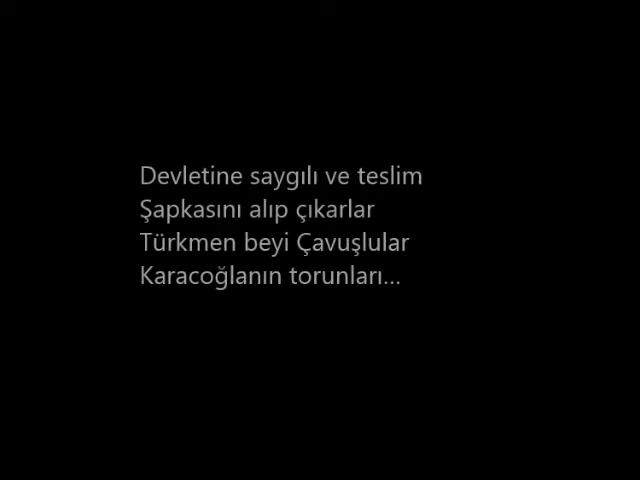 Devletine saygılı ve teslim
Şapkasını alıp çıkarlar
Türkmen beyi Çavuşlular
Karacoğlanın torunları...